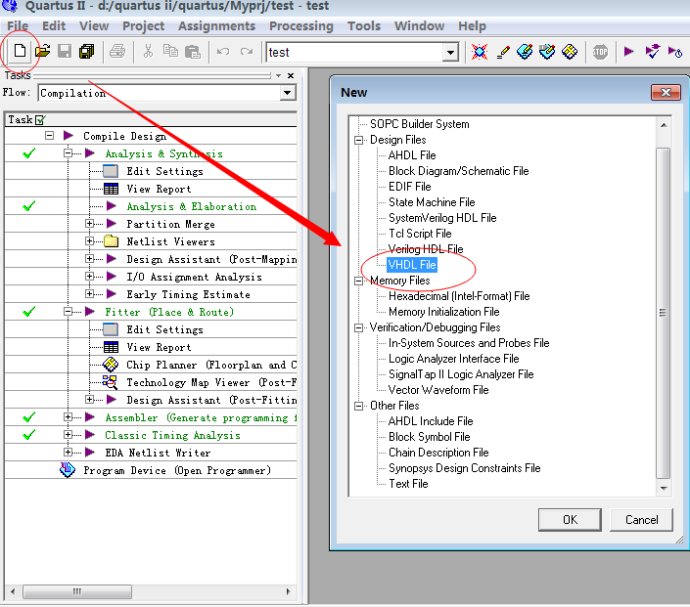 Quartus II - d:/quartus ii/quartus/Myprj/test - test
File Edit View Project Assignments Processing Tools Window Help
test
Tasks
Flow: Compilation
Task
Compile Design
Analysis & Synthesis
Edit Settings
View Report
Analysis & Elaboration
Partition Merge
Netlist Viewers
Design Assistant (Post-Mappin
I/O Assignment Analysis
Early Timing Estimate
Fitter (Place & Route)
Edit Settings
View Report
Chip Planner (Floorplan and C
Technology Map Viewer (Post-F
Design Assistant (Post-Fittin
Assembler (Generate programming f
Classic Timing Analysis
EDA Netlist Writer
Program Device (Open Programmer)
New
SOPC Builder System
Design Files
AHDL File
Block Diagram/Schematic File
EDIF File
State Machine File
SystemVerilog HDL File
Tcl Script File
Verilog HDL File
VHDL File
Memory Files
Hexadecimal (Intel-Format) File
Memory Initialization File
Verification/Debugging Files
In-System Sources and Probes File
Logic Analyzer Interface File
SignalTap II Logic Analyzer File
Vector Waveform File
Other Files
AHDL Include File
Block Symbol File
Chain Description File
Synopsys Design Constraints File
Text File
OK Cancel